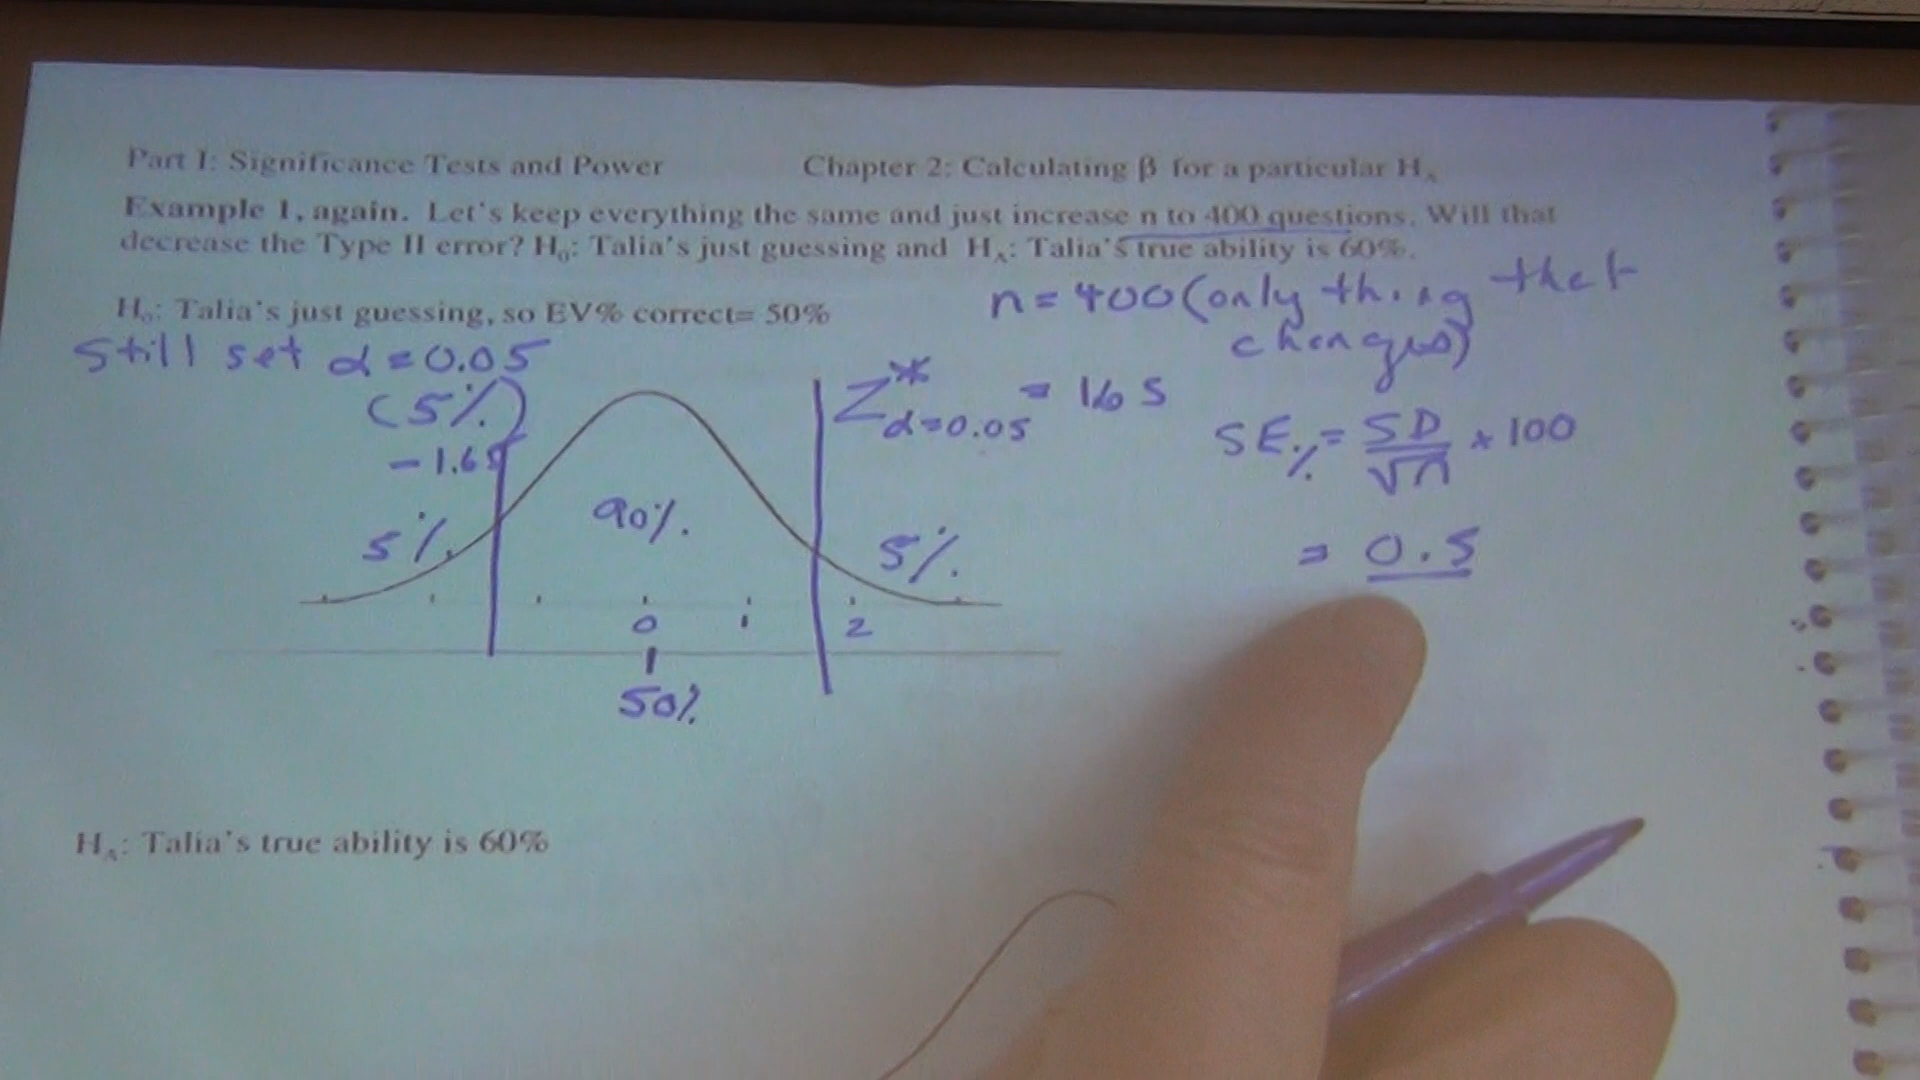 Part I: Significance Tests and Power Chapter 2: Calculating β for a particular Hₐ
Example 1, again. Let's keep everything the same and just increase n to 400 questions. Will that
decrease the Type II error? H₀: Talia's just guessing and Hₐ: Talia's true ability is 60%.
n = 400 (only thing that
changes)
H₀: Talia's just guessing, so EV% correct= 50%
Still set α = 0.05
(5%)
-1.65
Z* α=0.05 = 1.65
SE% = SD/√n * 100
= 0.5
5% 90% 5%
0 1 2
50%
Hₐ: Talia's true ability is 60%